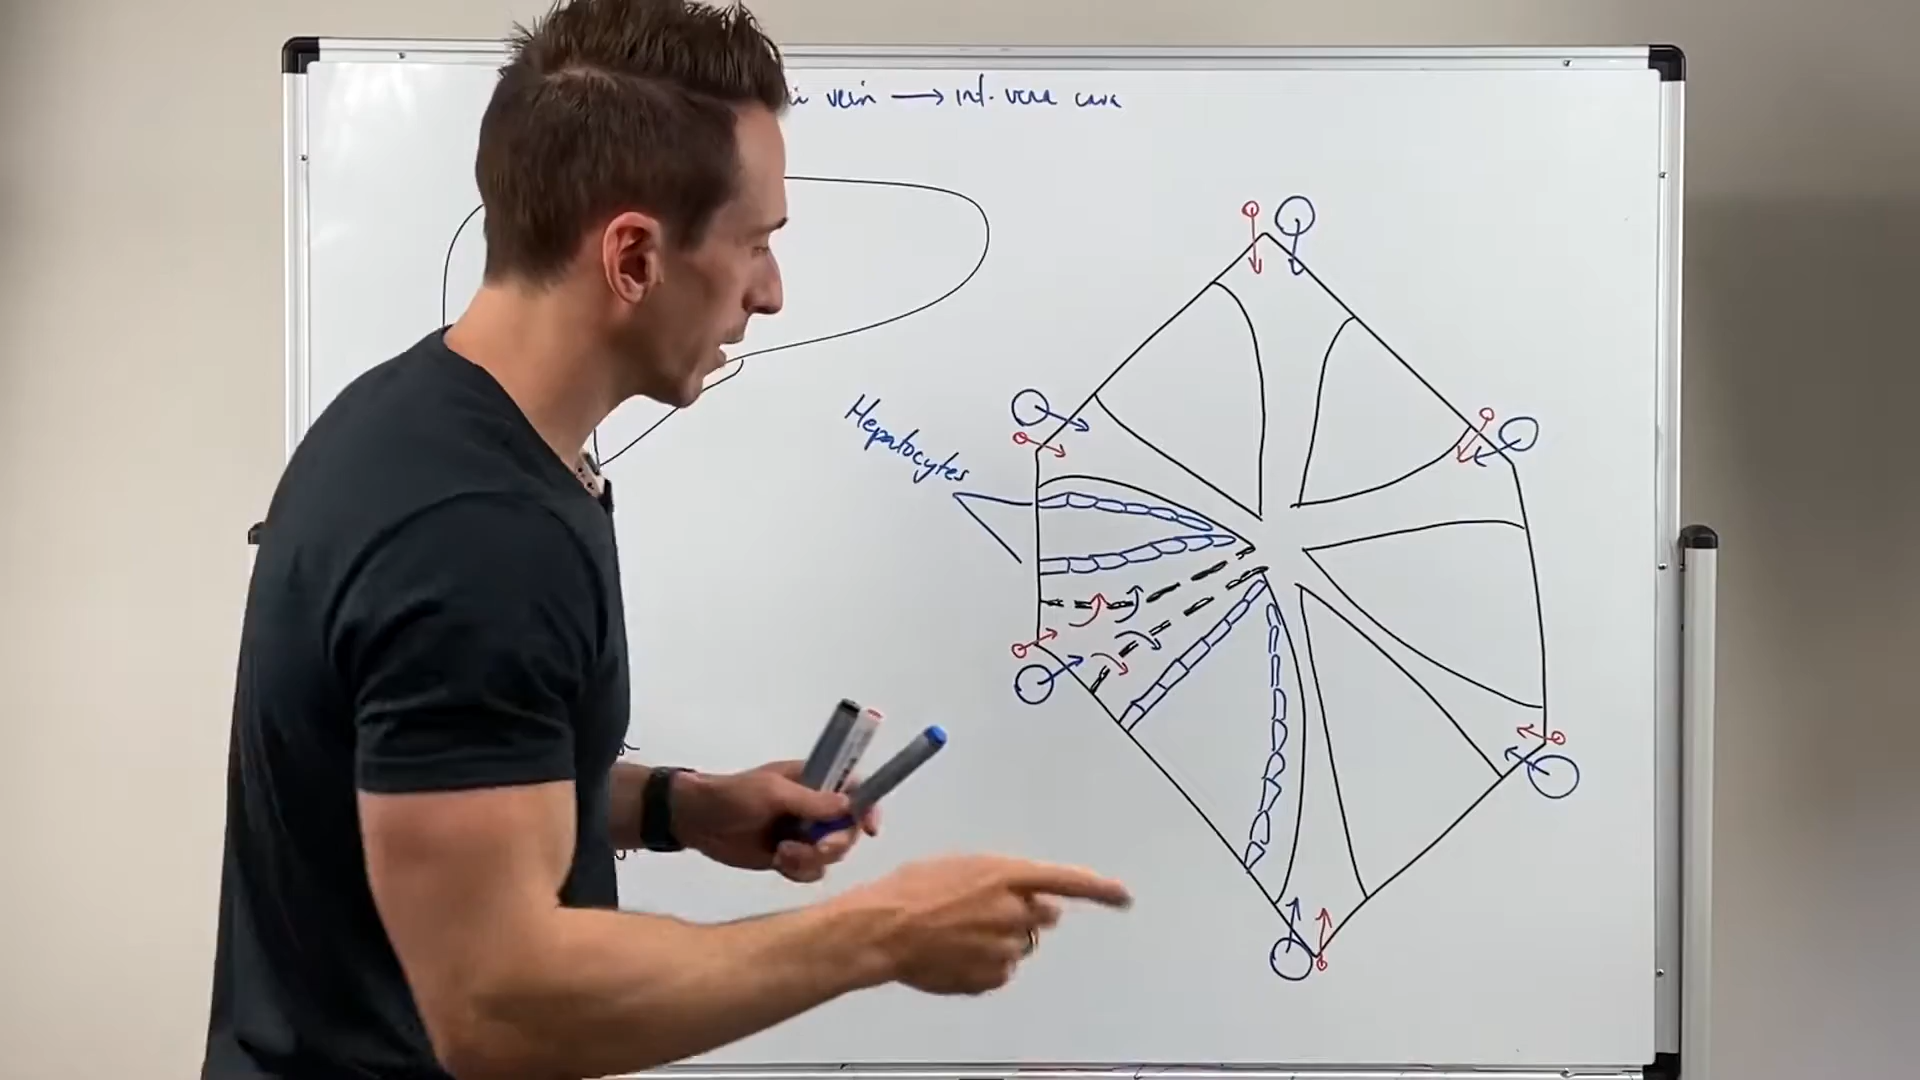 vein → inf. vena cava
Hepatocytes